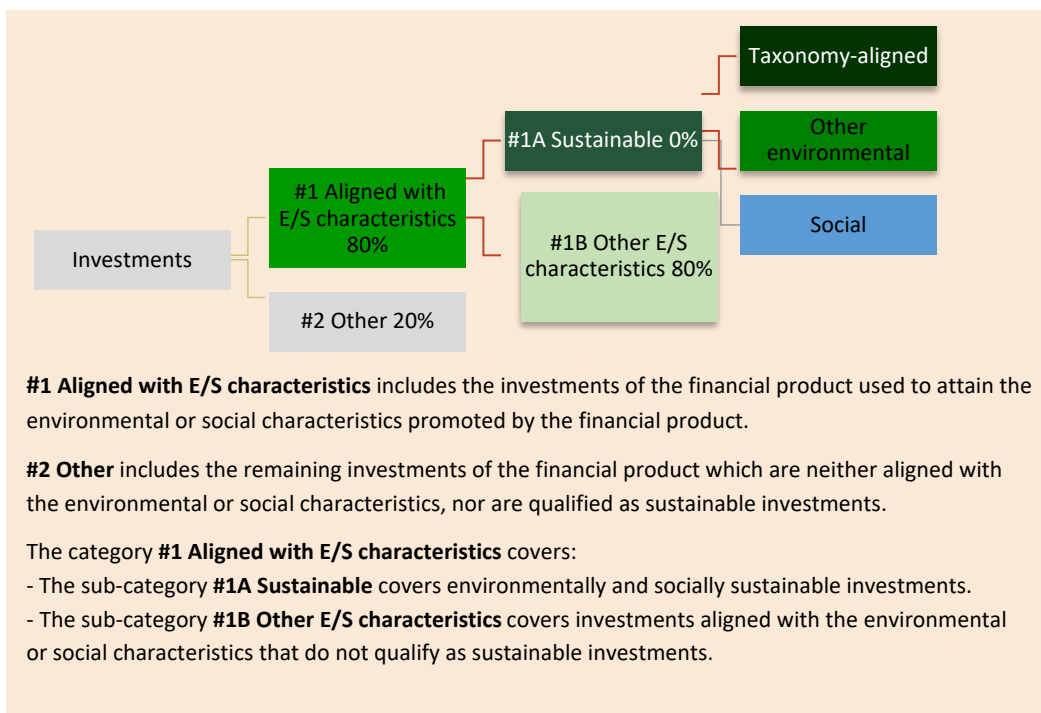 Taxonomy-aligned
#1A Sustainable 0%
Other
environmental
#1 Aligned with
E/S characteristics
80%
Social
#1B Other E/S
characteristics 80%
Investments
#2 Other 20%
#1 Aligned with E/S characteristics includes the investments of the financial product used to attain the
environmental or social characteristics promoted by the financial product.
#2 Other includes the remaining investments of the financial product which are neither aligned with
the environmental or social characteristics, nor are qualified as sustainable investments.
The category #1 Aligned with E/S characteristics covers:
- The sub-category #1A Sustainable covers environmentally and socially sustainable investments.
- The sub-category #1B Other E/S characteristics covers investments aligned with the environmental
or social characteristics that do not qualify as sustainable investments.